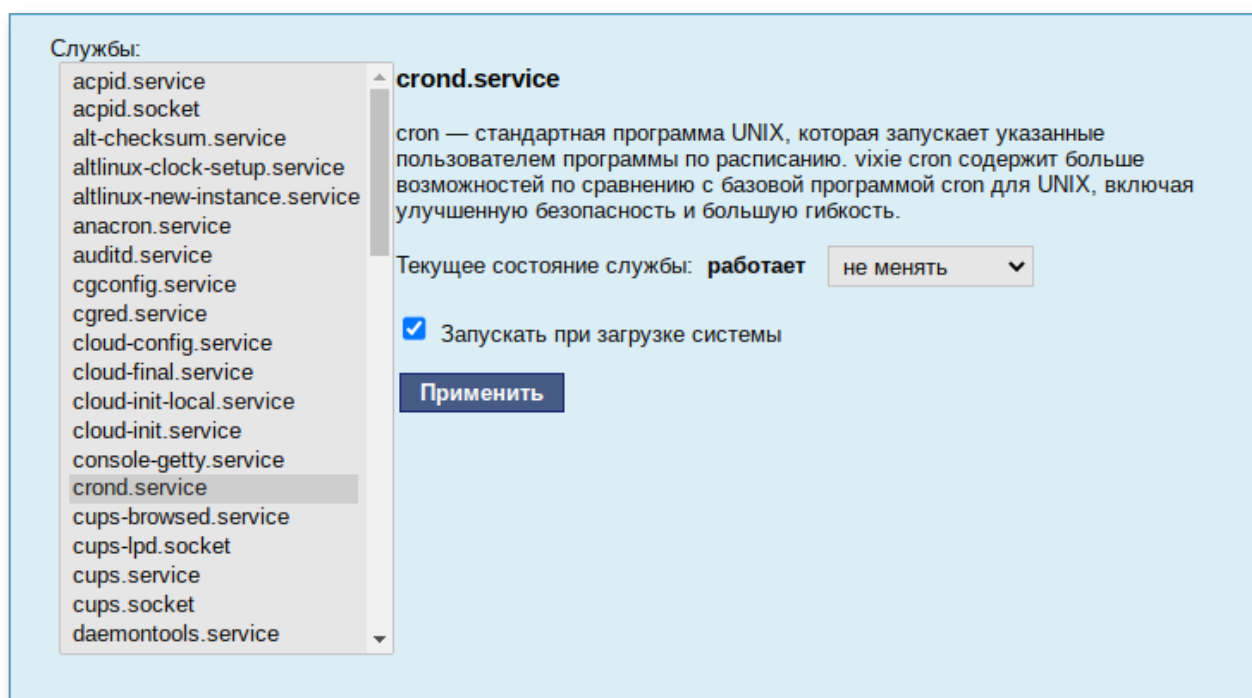 Службы:
acpid.service
acpid.socket
alt-checksum.service
altlinux-clock-setup.service
altlinux-new-instance.service
anacron.service
auditd.service
cgconfig.service
cgred.service
cloud-config.service
cloud-final.service
cloud-init-local.service
cloud-init.service
console-getty.service
crond.service
cups-browsed.service
cups-lpd.socket
cups.service
cups.socket
daemontools.service
crond.service
cron — стандартная программа UNIX, которая запускает указанные
пользователем программы по расписанию. vixie cron содержит больше
возможностей по сравнению с базовой программой cron для UNIX, включая
улучшенную безопасность и большую гибкость.
Текущее состояние службы: работает не менять
Запускать при загрузке системы
Применить